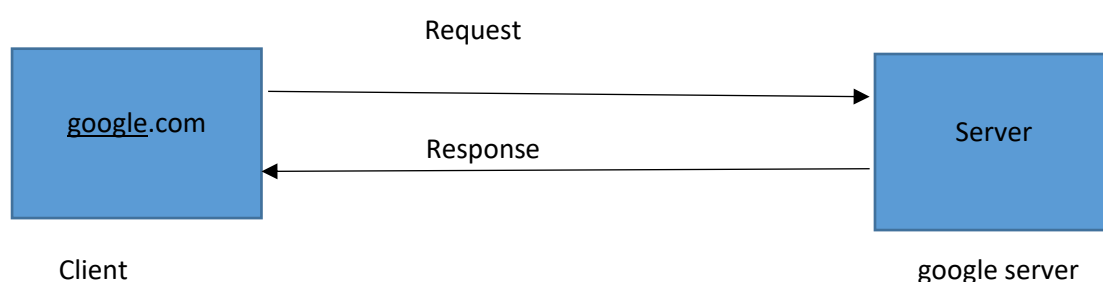 Request
google.com
Server
Response
Client
google server